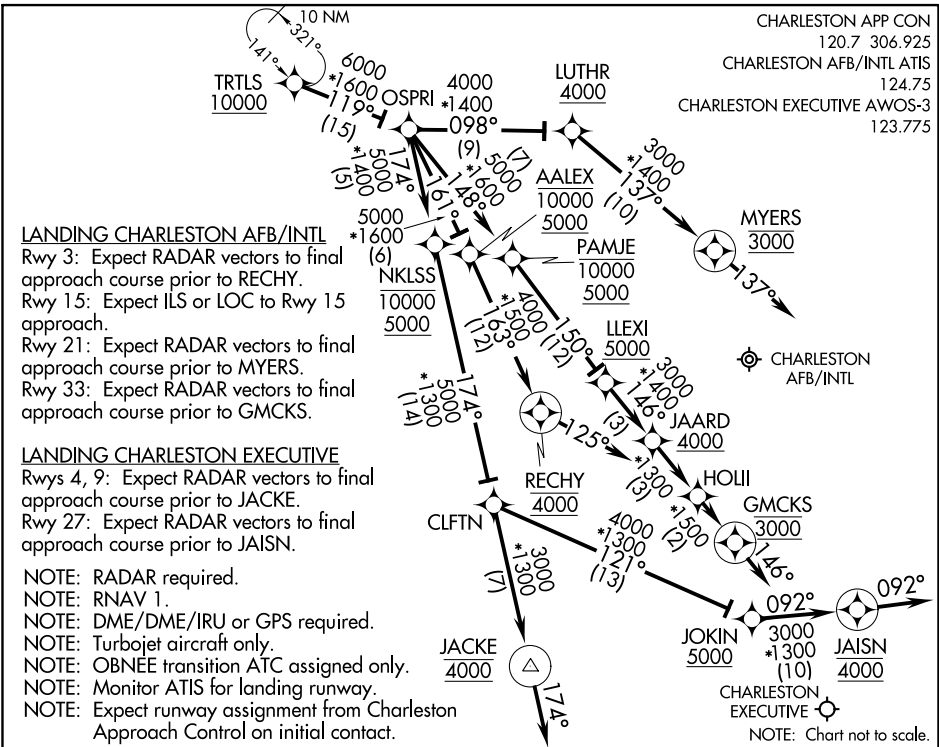 10 NM
321°
141°
TRTLS
10000
6000
*1600
119°
(15)
OSPRI
4000
*1400
098°
(9)
LUTHR
4000
CHARLESTON APP CON
120.7 306.925
CHARLESTON AFB/INTL ATIS
124.75
CHARLESTON EXECUTIVE AWOS-3
123.775
3000
*1400
137°
(10)
MYERS
3000
137°
174°
5000
*1400
(5)
161°
5000
*1600
(6)
148°
5000
*1600
(7)
AALEX
10000
5000
PAMJE
10000
5000
NKLSS
10000
5000
LANDING CHARLESTON AFB/INTL
Rwy 3: Expect RADAR vectors to final
approach course prior to RECHY.
Rwy 15: Expect ILS or LOC to Rwy 15
approach.
Rwy 21: Expect RADAR vectors to final
approach course prior to MYERS.
Rwy 33: Expect RADAR vectors to final
approach course prior to GMCKS.
*1500
163°
(12)
4000
150°
(12)
LLEXI
5000
CHARLESTON
AFB/INTL
3000
*1400
146°
(3)
JAARD
4000
174°
5000
*1300
(14)
RECHY
4000
125°
*1300
(3)
HOLII
*1500
(2)
GMCKS
3000
146°
LANDING CHARLESTON EXECUTIVE
Rwys 4, 9: Expect RADAR vectors to final
approach course prior to JACKE.
Rwy 27: Expect RADAR vectors to final
approach course prior to JAISN.
CLFTN
4000
*1300
121°
(13)
3000
*1300
(7)
JOKIN
5000
092°
3000
*1300
(10)
JAISN
4000
092°
JACKE
4000
174°
NOTE: RADAR required.
NOTE: RNAV 1.
NOTE: DME/DME/IRU or GPS required.
NOTE: Turbojet aircraft only.
NOTE: OBNEE transition ATC assigned only.
NOTE: Monitor ATIS for landing runway.
NOTE: Expect runway assignment from Charleston
Approach Control on initial contact.
CHARLESTON
EXECUTIVE
NOTE: Chart not to scale.